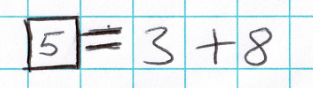 5 = 3 + 8